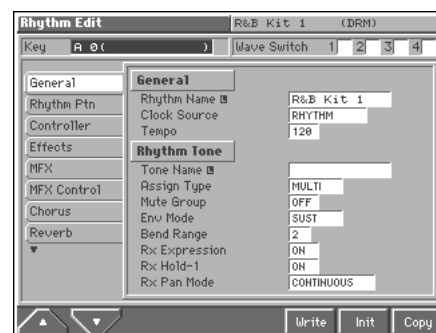 Rhythm Edit R&B Kit 1 (DRM)
Key A 0( ) Wave Switch 1 2 3 4
General
Rhythm Ptn
Controller
Effects
MFX
MFX Control
Chorus
Reverb
General
Rhythm Name R&B Kit 1
Clock Source RHYTHM
Tempo 120
Rhythm Tone
Tone Name
Assign Type MULTI
Mute Group OFF
Env Mode SUST
Bend Range 2
Rx Expression ON
Rx Hold-1 ON
Rx Pan Mode CONTINUOUS
Write Init Copy